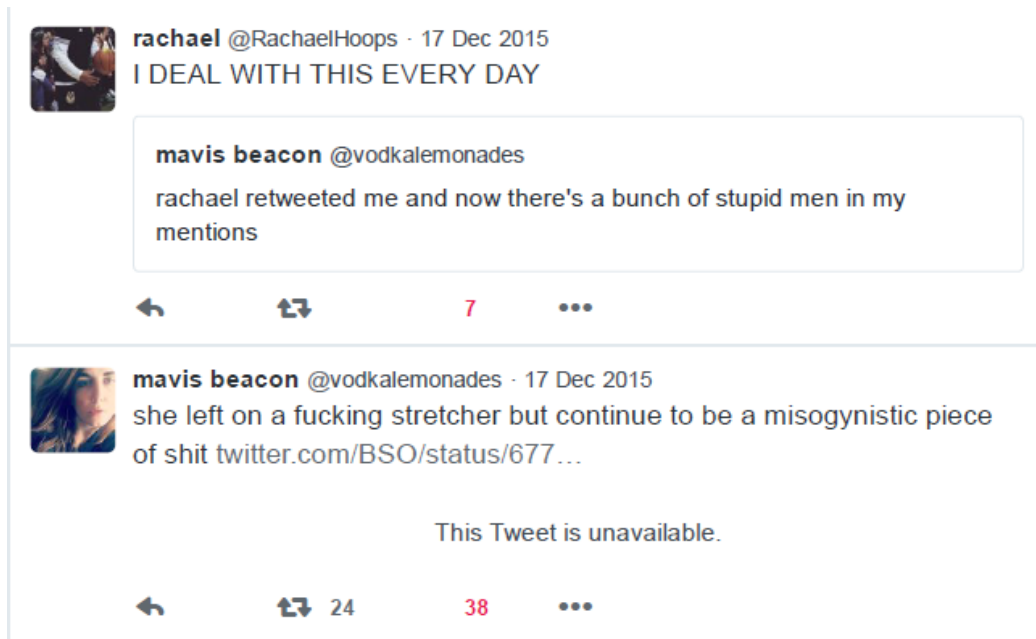 rachael @RachaelHoops · 17 Dec 2015
I DEAL WITH THIS EVERY DAY
mavis beacon @vodkalemonades
rachael retweeted me and now there's a bunch of stupid men in my
mentions
7
mavis beacon @vodkalemonades · 17 Dec 2015
she left on a fucking stretcher but continue to be a misogynistic piece
of shit twitter.com/BSO/status/677…
This Tweet is unavailable.
24 38